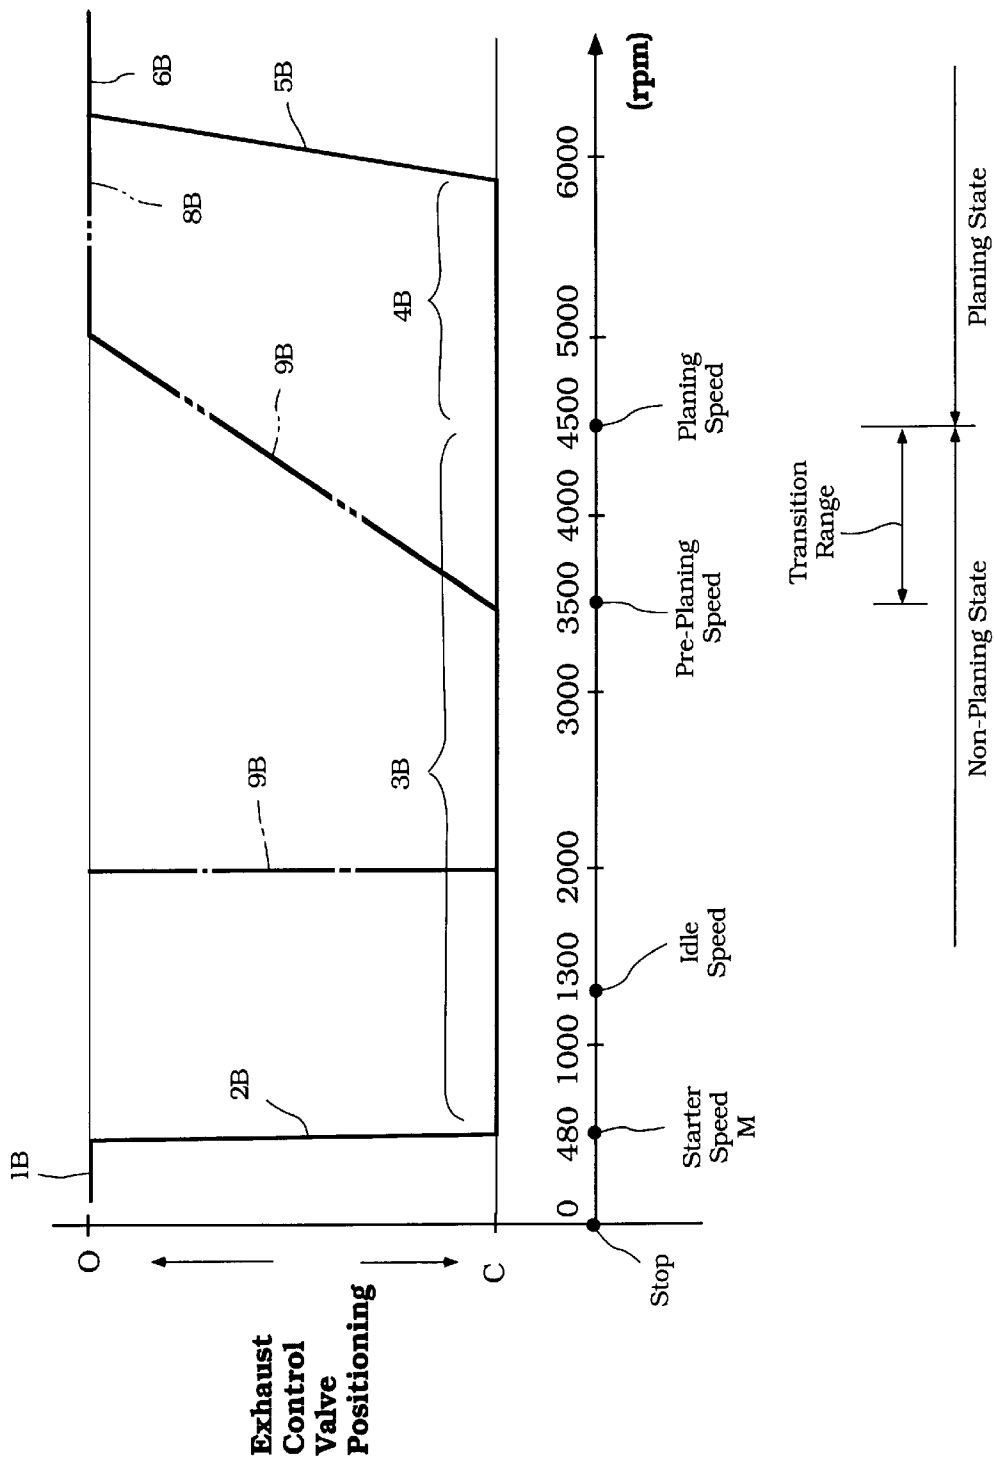 Exhaust
Control
Valve
Positioning
O
C
1B
2B
9B
3B
9B
4B
8B
5B
6B
0
480
1000
1300
2000
3000
3500
4000
4500
5000
6000
(rpm)
Stop
Starter
Speed
M
Idle
Speed
Pre-Planing
Speed
Planing
Speed
Transition
Range
Non-Planing State
Planing State